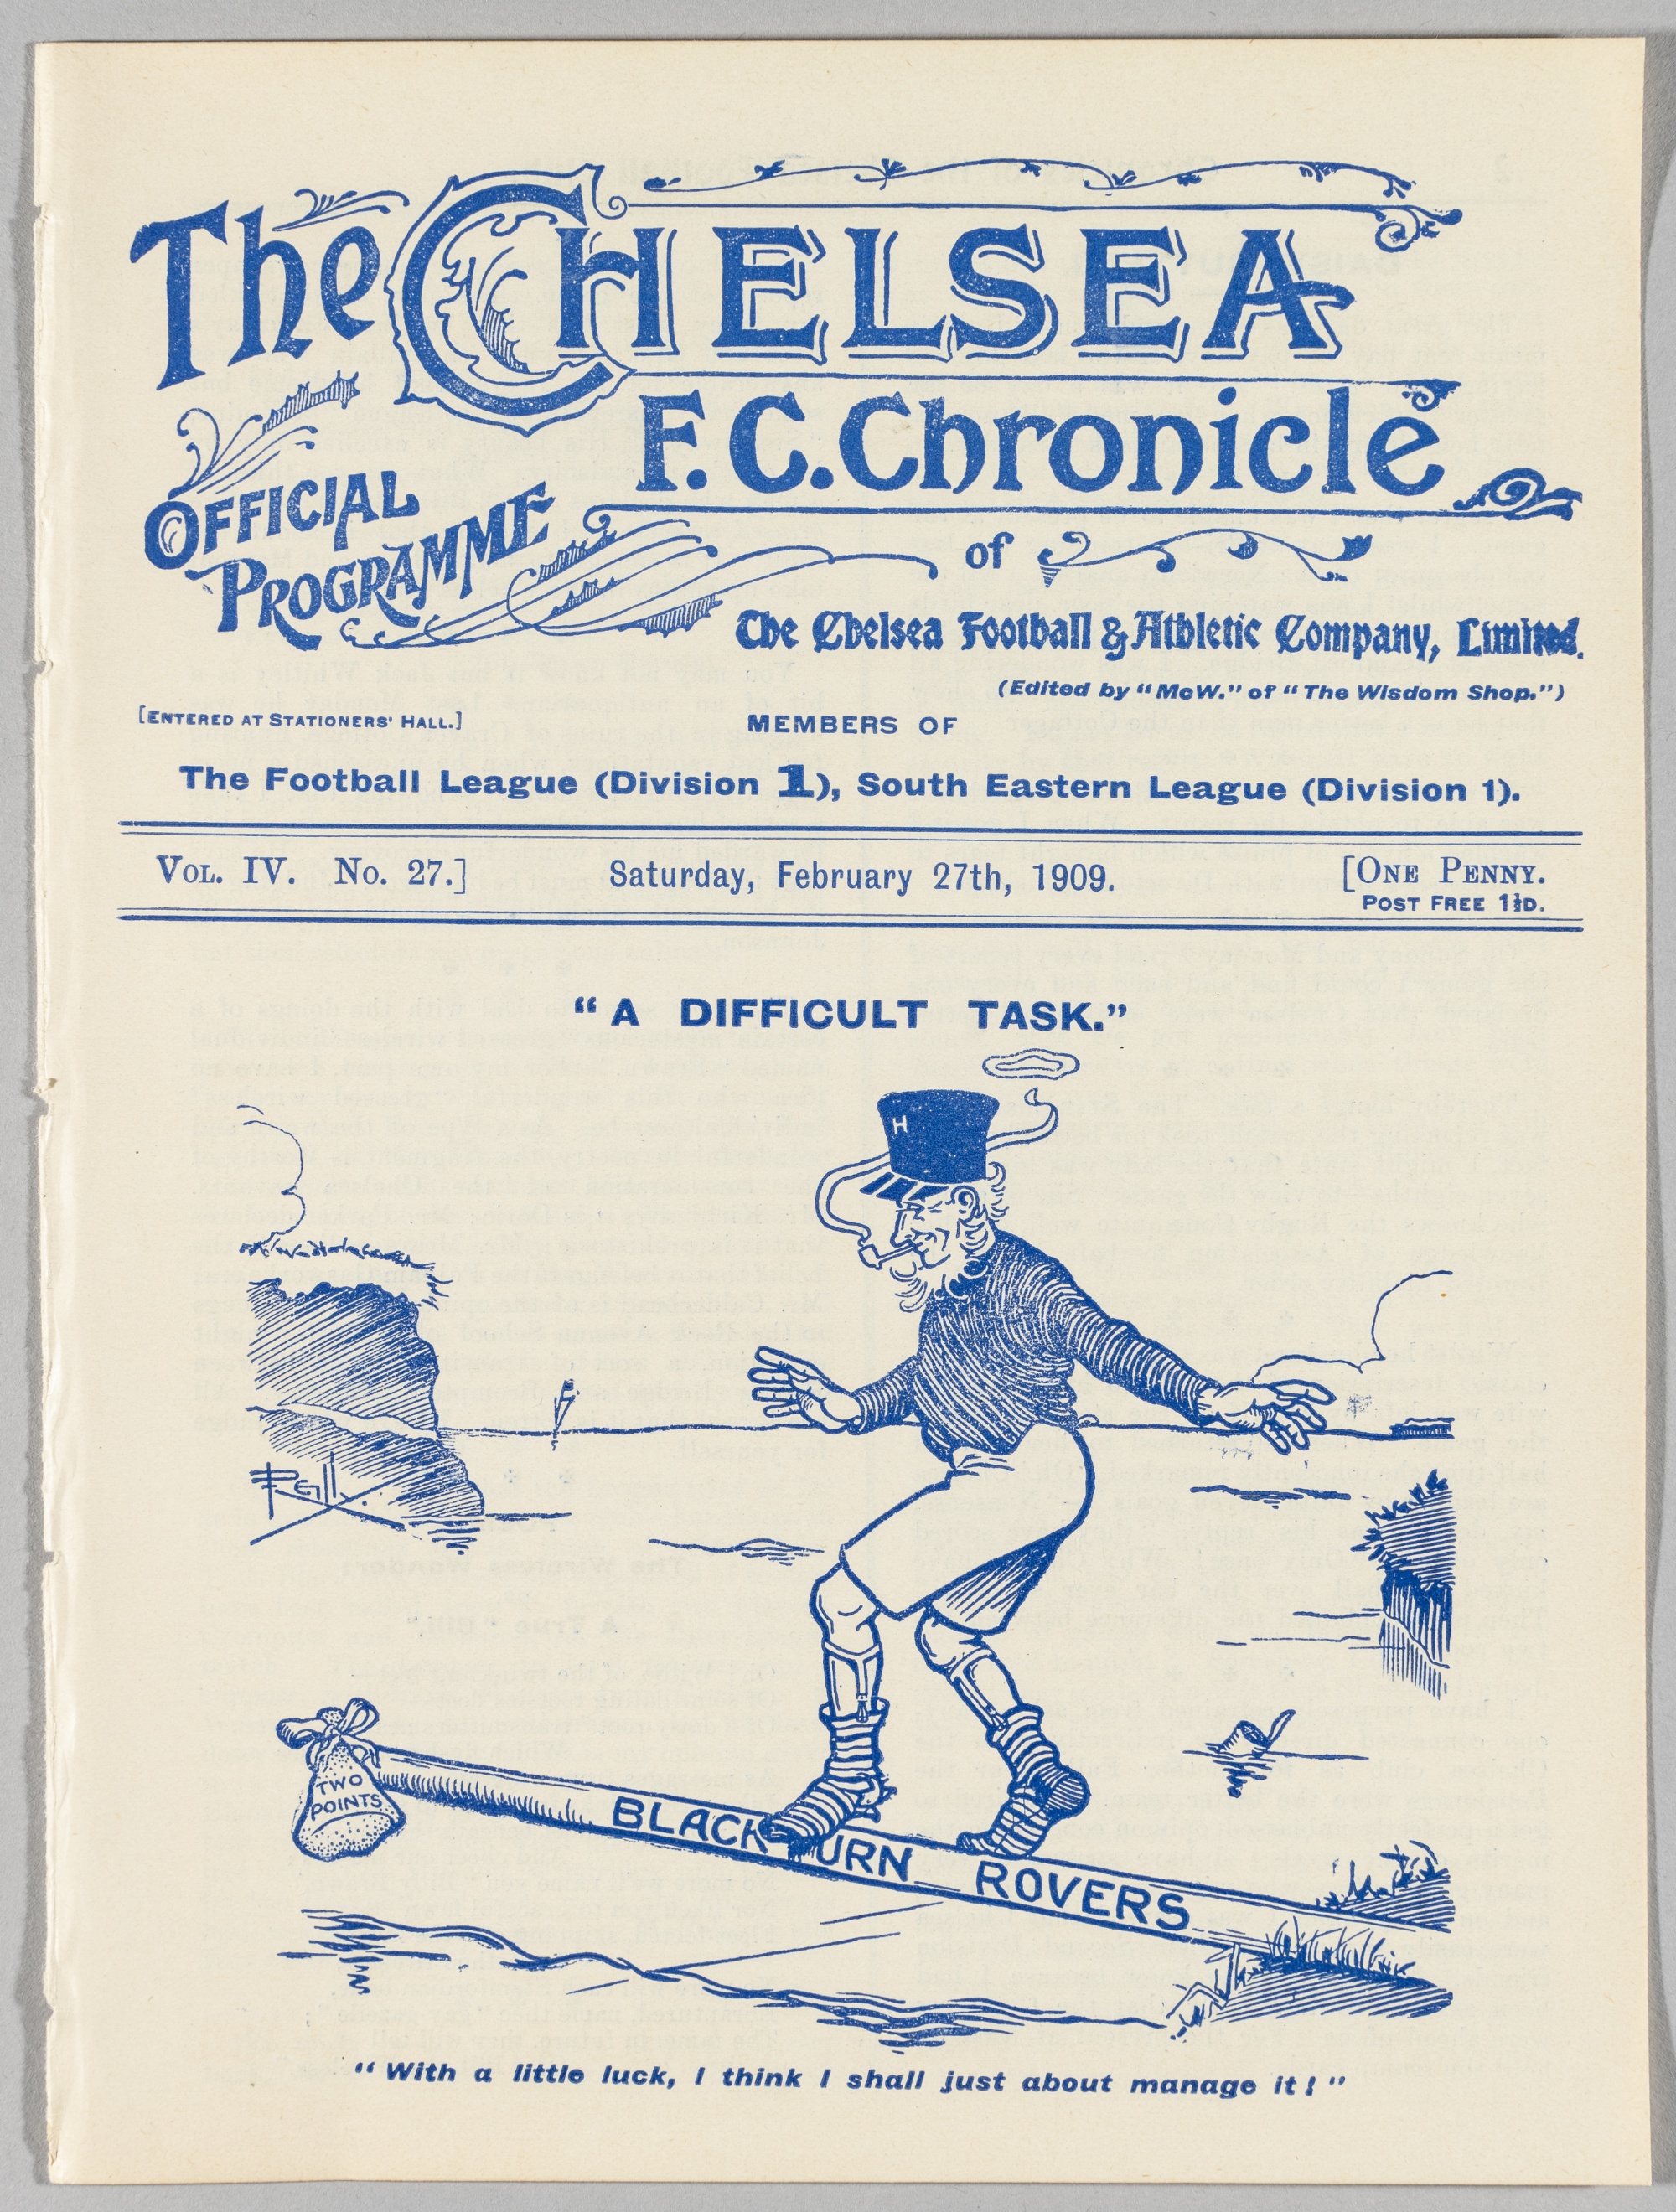 The CHELSEA
F.C. Chronicle
OFFICIAL
PROGRAMME
of
The Chelsea Football & Athletic Company, Limited.
(Edited by “McW.” of “The Wisdom Shop.”)
[ENTERED AT STATIONERS’ HALL.]
MEMBERS OF
The Football League (Division 1), South Eastern League (Division 1).
VOL. IV. No. 27.] Saturday, February 27th, 1909. [ONE PENNY.
POST FREE 1½D.
“A DIFFICULT TASK.”
H
TWO
POINTS
BLACKBURN ROVERS
“With a little luck, I think I shall just about manage it!”